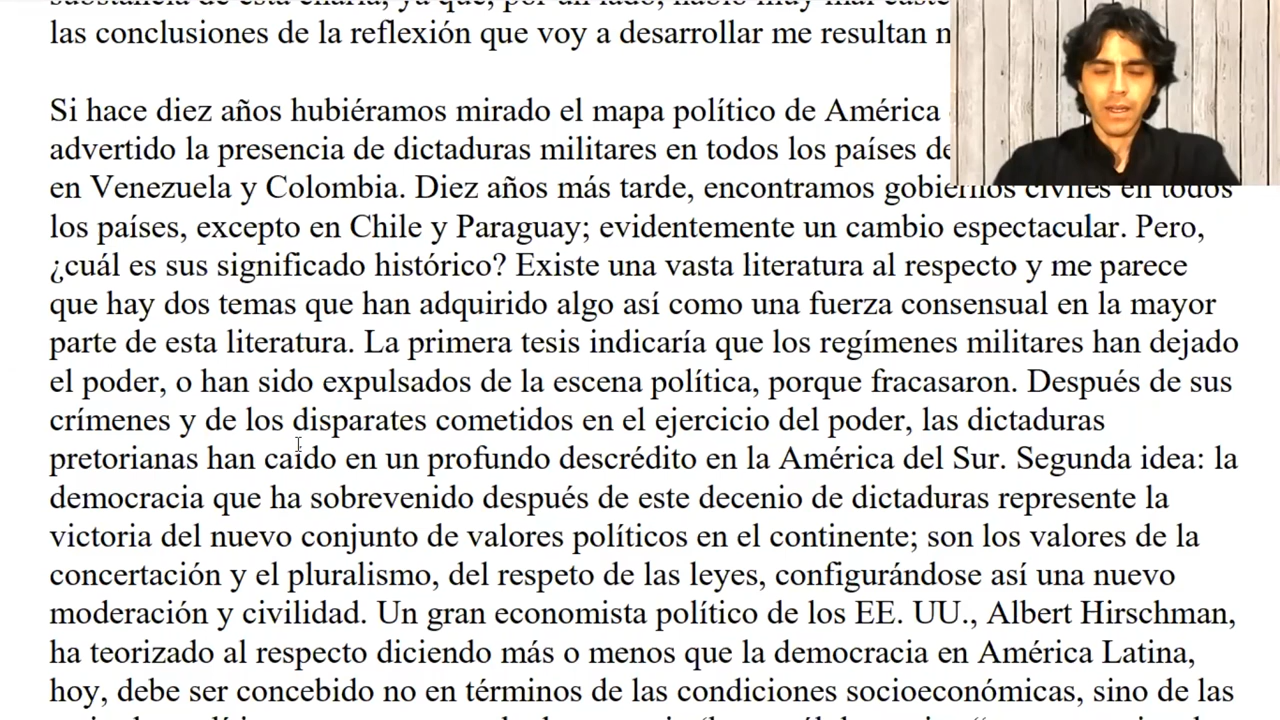 las conclusiones de la reflexión que voy a desarrollar me resultan
Si hace diez años hubiéramos mirado el mapa político de América
advertido la presencia de dictaduras militares en todos los países
en Venezuela y Colombia. Diez años más tarde, encontramos gobiernos civiles en todos
los países, excepto en Chile y Paraguay; evidentemente un cambio espectacular. Pero,
¿cuál es sus significado histórico? Existe una vasta literatura al respecto y me parece
que hay dos temas que han adquirido algo así como una fuerza consensual en la mayor
parte de esta literatura. La primera tesis indicaría que los regímenes militares han dejado
el poder, o han sido expulsados de la escena política, porque fracasaron. Después de sus
crímenes y de los disparates cometidos en el ejercicio del poder, las dictaduras
pretorianas han caído en un profundo descrédito en la América del Sur. Segunda idea: la
democracia que ha sobrevenido después de este decenio de dictaduras represente la
victoria del nuevo conjunto de valores políticos en el continente; son los valores de la
concertación y el pluralismo, del respeto de las leyes, configurándose así una nuevo
moderación y civilidad. Un gran economista político de los EE. UU., Albert Hirschman,
ha teorizado al respecto diciendo más o menos que la democracia en América Latina,
hoy, debe ser concebido no en términos de las condiciones socioeconómicas, sino de las